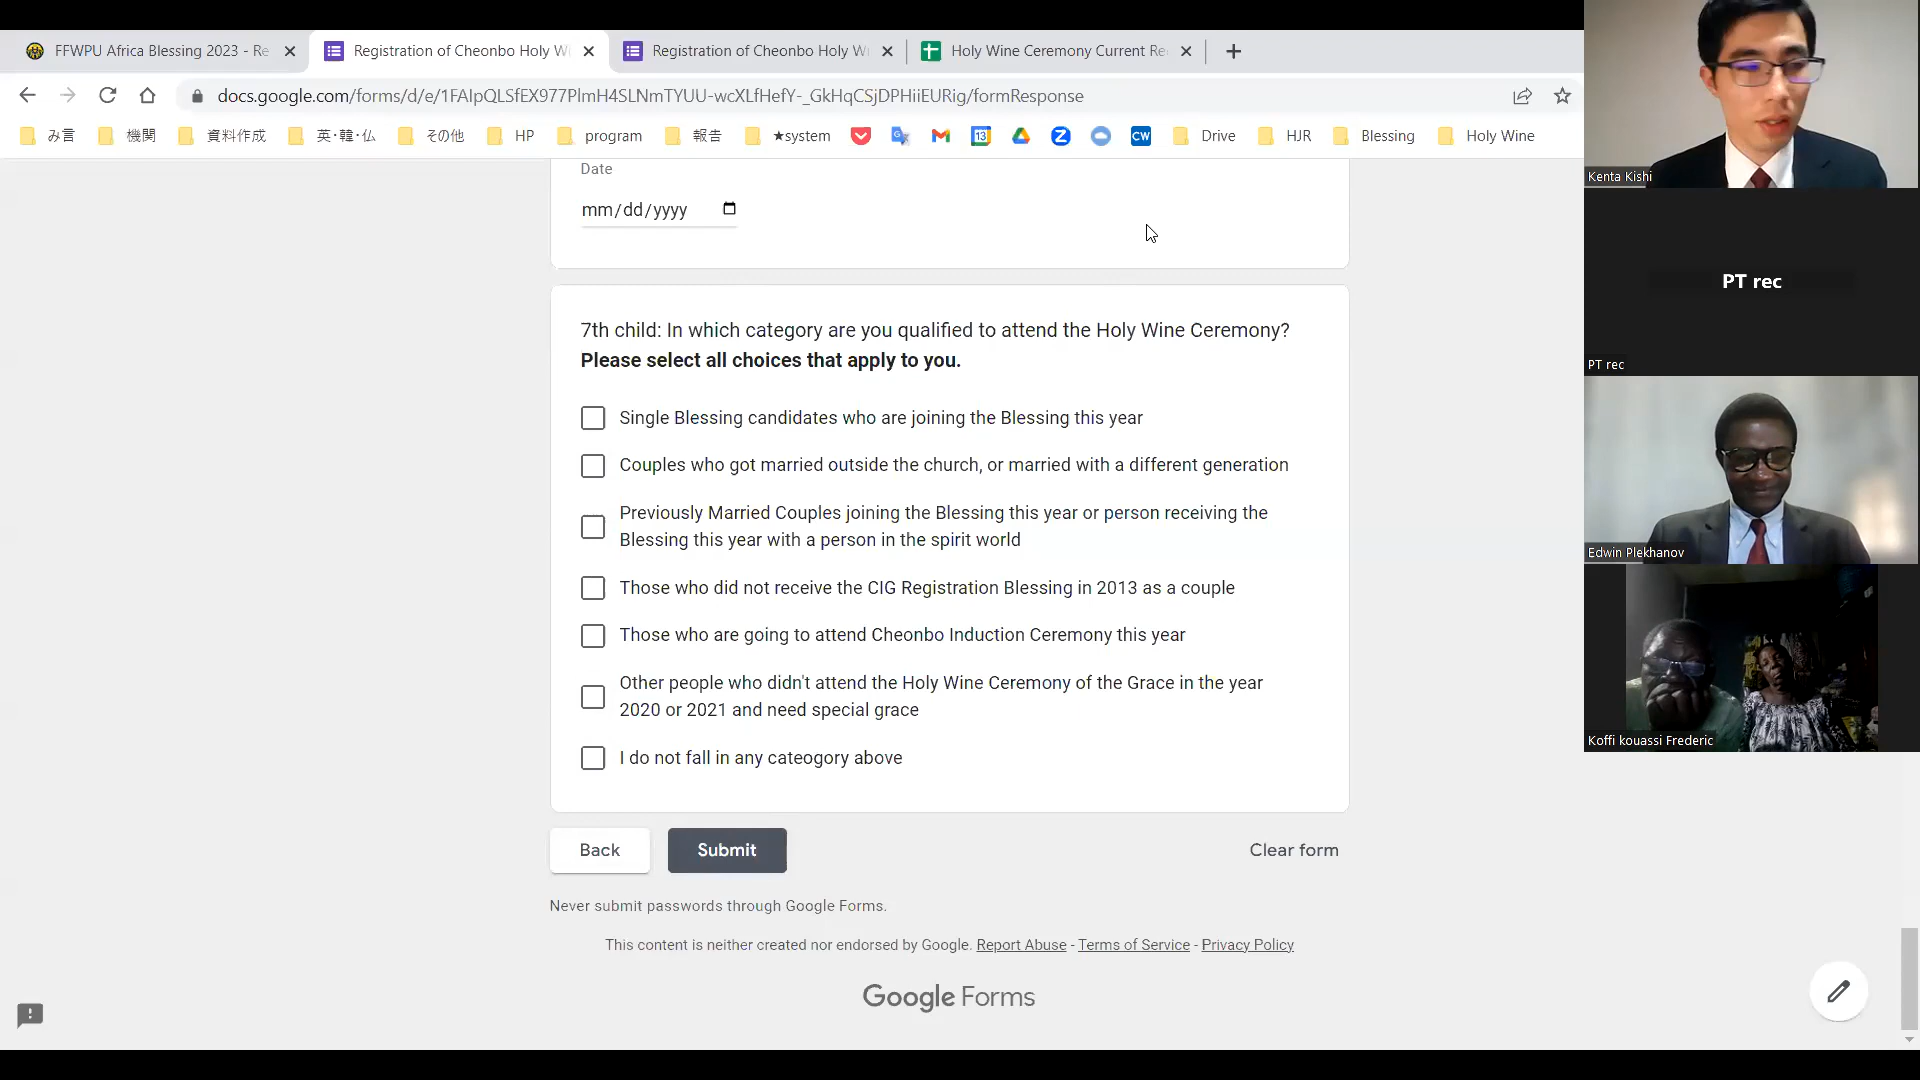 FFWPU Africa Blessing 2023 - Re
Registration of Cheonbo Holy W
Registration of Cheonbo Holy W
Holy Wine Ceremony Current Re
docs.google.com/forms/d/e/1FAIpQLSfEX977PlmH4SLNmTYUU-wcXLfHefY-_GkHqCSjDPHiiEURig/formResponse
み言 機関 資料作成 英・韓・仏 その他 HP program 報告 ★system 13 CW Drive HJR Blessing Holy Wine
Date
mm/dd/yyyy
7th child: In which category are you qualified to attend the Holy Wine Ceremony?
Please select all choices that apply to you.
Single Blessing candidates who are joining the Blessing this year
Couples who got married outside the church, or married with a different generation
Previously Married Couples joining the Blessing this year or person receiving the
Blessing this year with a person in the spirit world
Those who did not receive the CIG Registration Blessing in 2013 as a couple
Those who are going to attend Cheonbo Induction Ceremony this year
Other people who didn't attend the Holy Wine Ceremony of the Grace in the year
2020 or 2021 and need special grace
I do not fall in any cateogory above
Back
Submit
Clear form
Never submit passwords through Google Forms.
This content is neither created nor endorsed by Google. Report Abuse - Terms of Service - Privacy Policy
Google Forms
Kenta Kishi
PT rec
PT rec
Edwin Plekhanov
Koffi kouassi Frederic